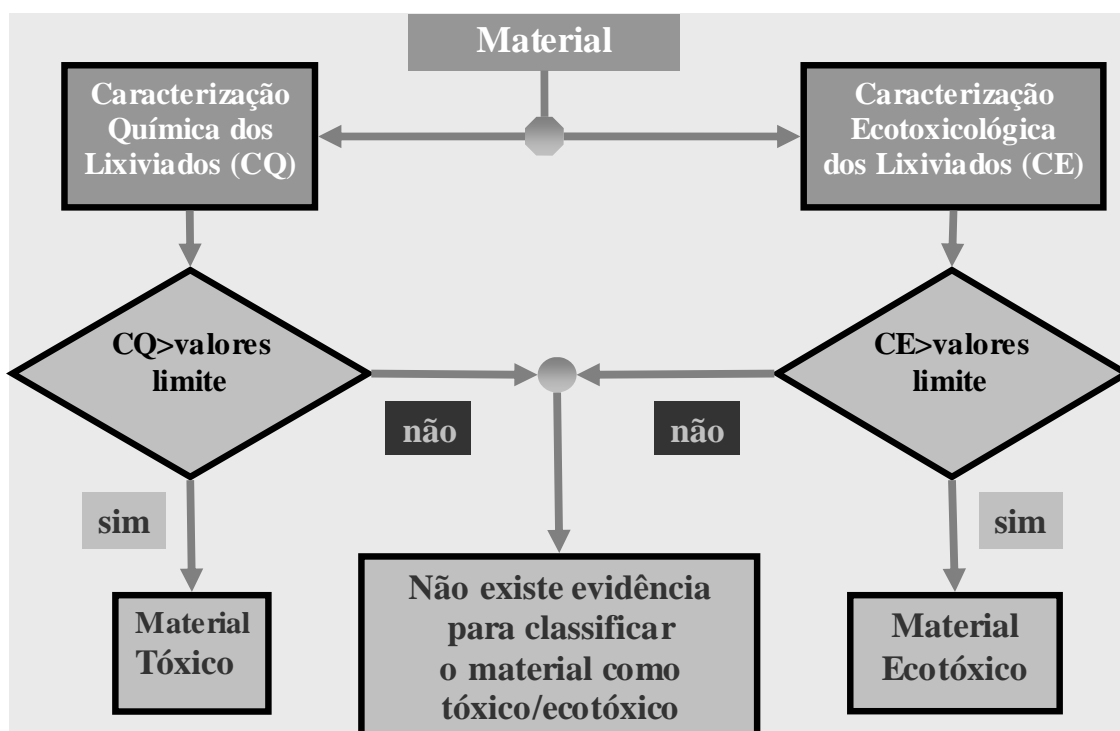 Material
Caracterização
Química dos
Lixiviados (CQ)
Caracterização
Ecotoxicológica
dos Lixiviados (CE)
CQ>valores
limite
CE>valores
limite
não
não
sim
sim
Material
Tóxico
Não existe evidência
para classificar
o material como
tóxico/ecotóxico
Material
Ecotóxico